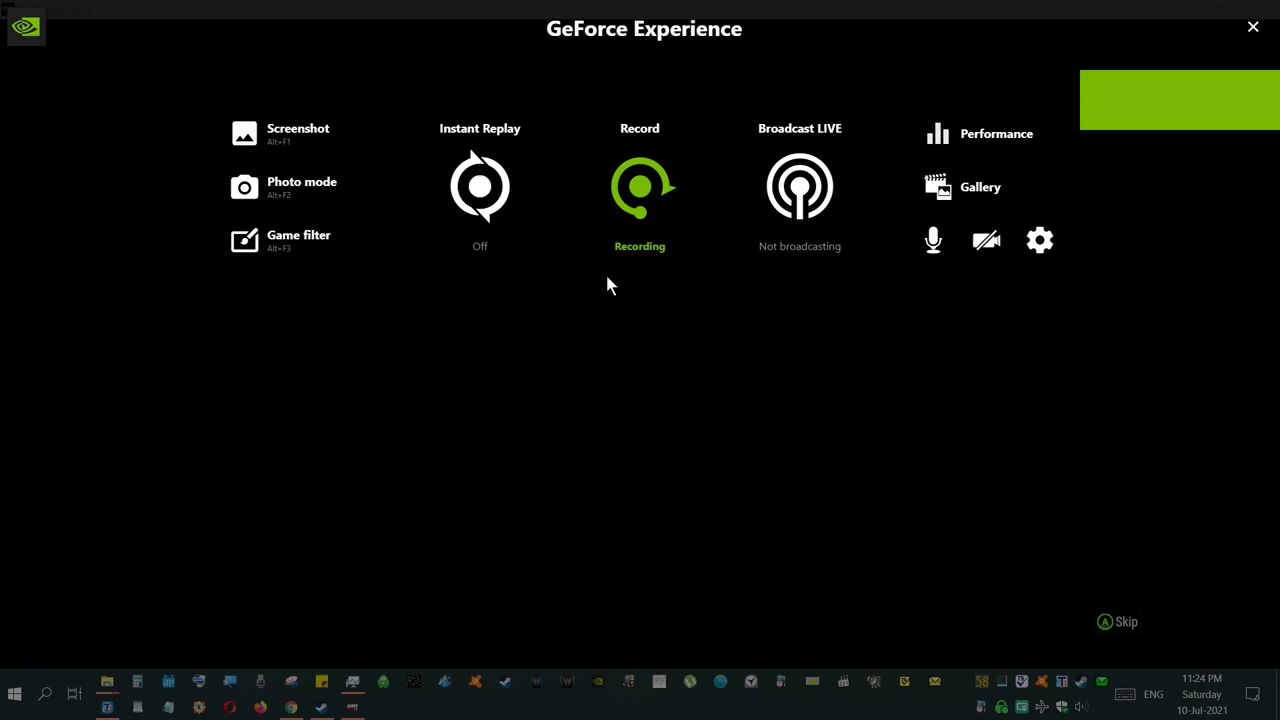 GeForce Experience
Screenshot
Alt+F1
Photo mode
Alt+F2
Game filter
Alt+F3
Instant Replay
Off
Record
Recording
Broadcast LIVE
Not broadcasting
Performance
Gallery
A Skip
58
ENG
11:24 PM
Saturday
10-Jul-2021